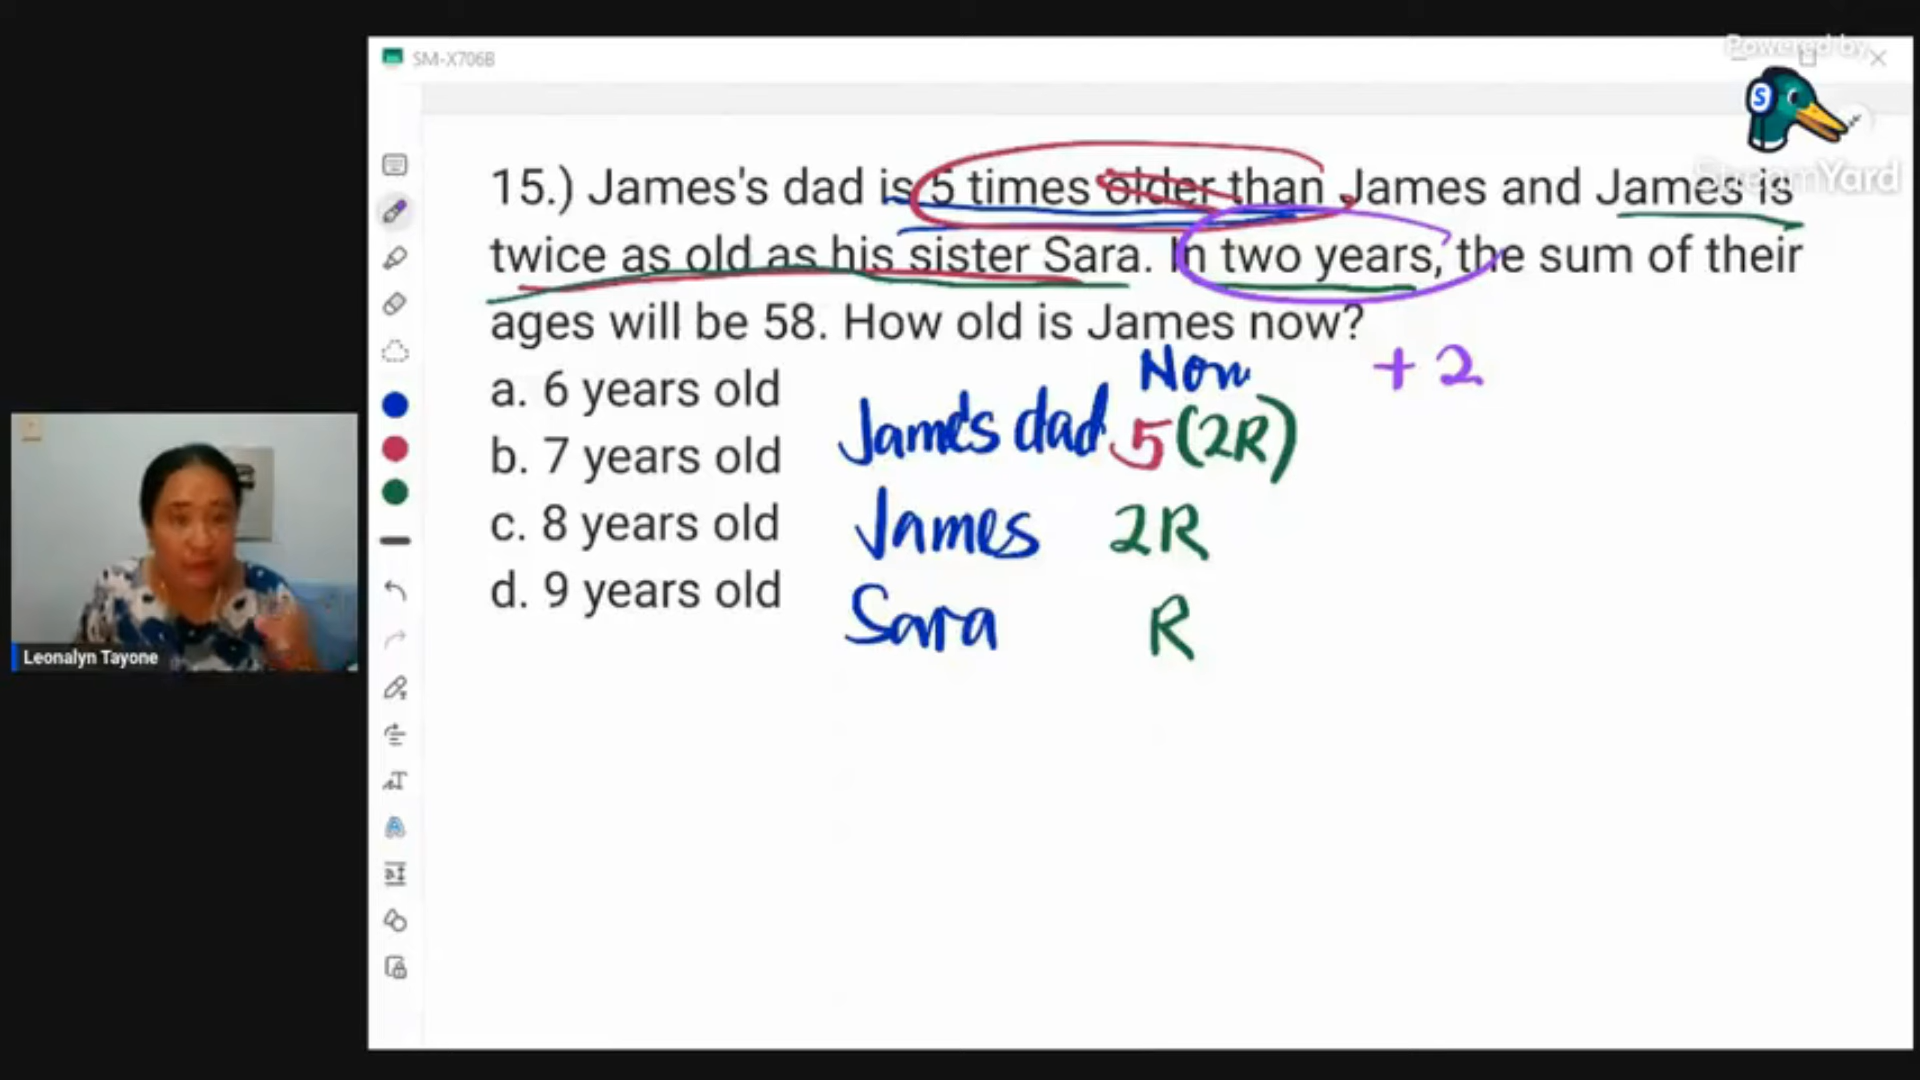 SM-X706B
Powered by
StreamYard
15.) James's dad is 5 times older than James and James is
twice as old as his sister Sara. In two years, the sum of their
ages will be 58. How old is James now?
a. 6 years old
b. 7 years old
c. 8 years old
d. 9 years old
Now +2
James dad 5(2R)
James 2R
Sara R
Leonalyn Tayone